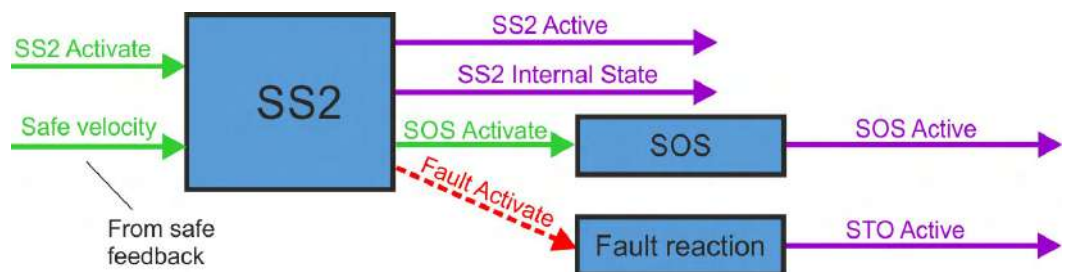 SS2 Active
SS2 Activate
SS2 Internal State
SS2
Safe velocity
SOS Activate
SOS
SOS Active
Fault Activate
From safe
feedback
Fault reaction
STO Active